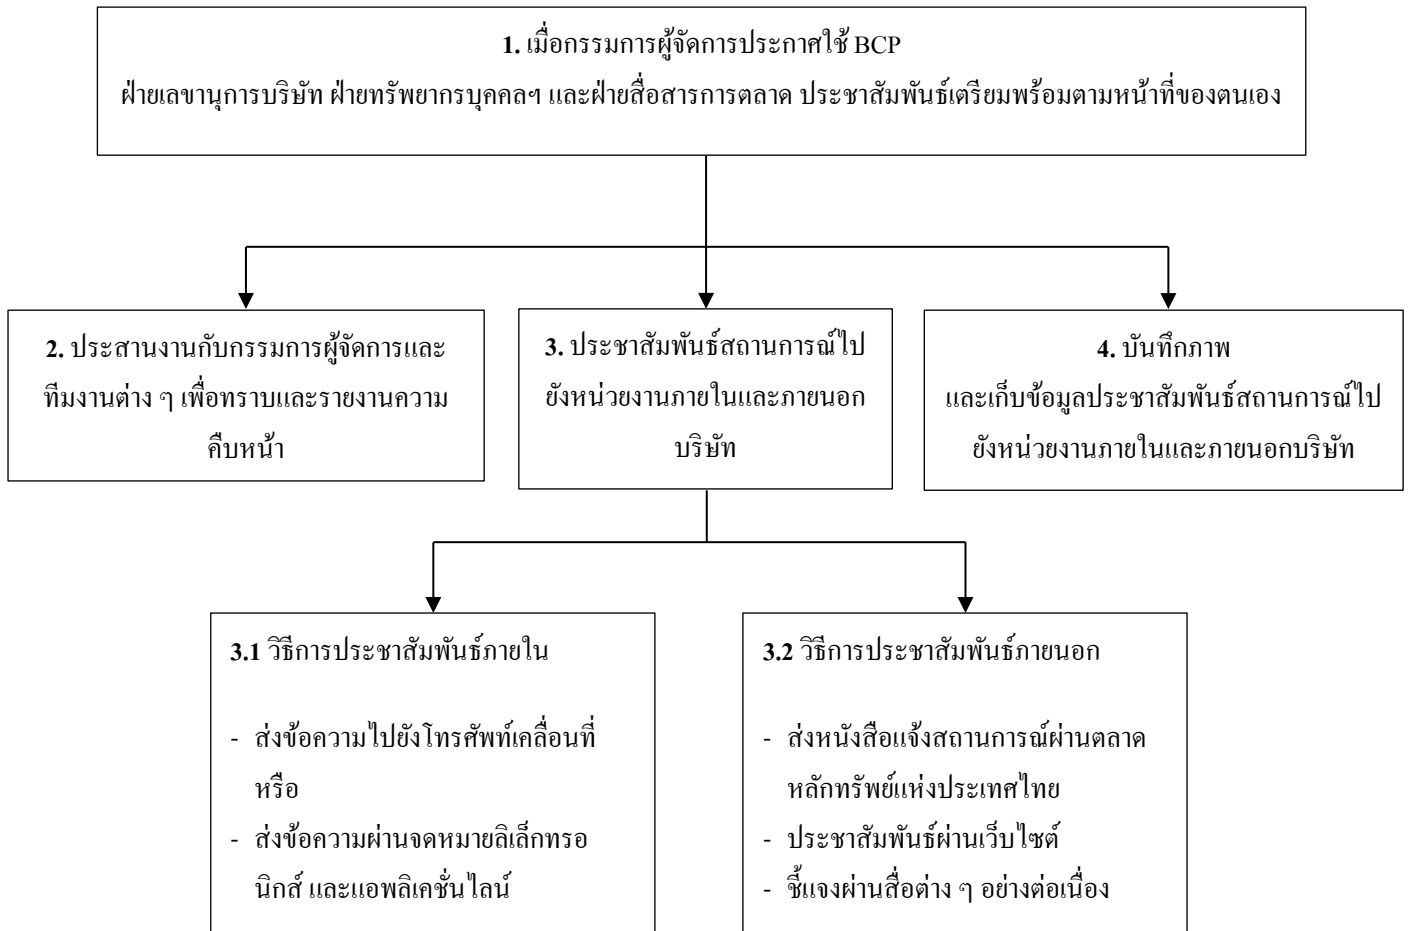 1. เมื่อกรรมการผู้จัดการประกาศใช้ BCP
ฝ่ายเลขานุการบริษัท ฝ่ายทรัพยากรบุคคลฯ และฝ่ายสื่อสารการตลาด ประชาสัมพันธ์เตรียมพร้อมตามหน้าที่ของตนเอง
2. ประสานงานกับกรรมการผู้จัดการและ
ทีมงานต่าง ๆ เพื่อทราบและรายงานความ
คืบหน้า
3. ประชาสัมพันธ์สถานการณ์ไป
ยังหน่วยงานภายในและภายนอก
บริษัท
4. บันทึกภาพ
และเก็บข้อมูลประชาสัมพันธ์สถานการณ์ไป
ยังหน่วยงานภายในและภายนอกบริษัท
3.1 วิธีการประชาสัมพันธ์ภายใน
- ส่งข้อความไปยังโทรศัพท์เคลื่อนที่
หรือ
- ส่งข้อความผ่านจดหมายลิเล็กทรอ
นิกส์ และแอพลิเคชั่นไลน์
3.2 วิธีการประชาสัมพันธ์ภายนอก
- ส่งหนังสือแจ้งสถานการณ์ผ่านตลาด
หลักทรัพย์แห่งประเทศไทย
- ประชาสัมพันธ์ผ่านเว็บไซต์
- ชี้แจงผ่านสื่อต่าง ๆ อย่างต่อเนื่อง